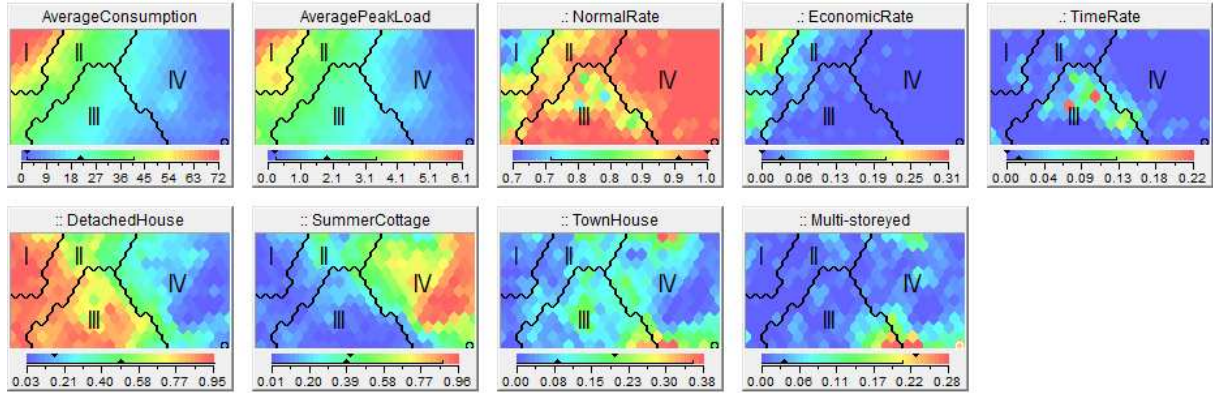 AverageConsumption
I II III IV
0 9 18 27 36 45 54 63 72
AveragePeakLoad
I II III IV
0.1 1.0 2.1 3.1 4.1 5.1 6.1
.: NormalRate
I II III IV
0.7 0.7 0.8 0.8 0.9 1.0
.: EconomicRate
I II III IV
0.00 0.06 0.13 0.19 0.25 0.31
.: TimeRate
I II III IV
0.00 0.04 0.09 0.13 0.18 0.22
:: DetachedHouse
I II III IV
0.03 0.21 0.40 0.58 0.77 0.95
:: SummerCottage
I II III IV
0.01 0.20 0.39 0.58 0.77 0.96
:: TownHouse
I II III IV
0.00 0.08 0.15 0.23 0.30 0.38
:: Multi-storeyed
I II III IV
0.00 0.06 0.11 0.17 0.22 0.28